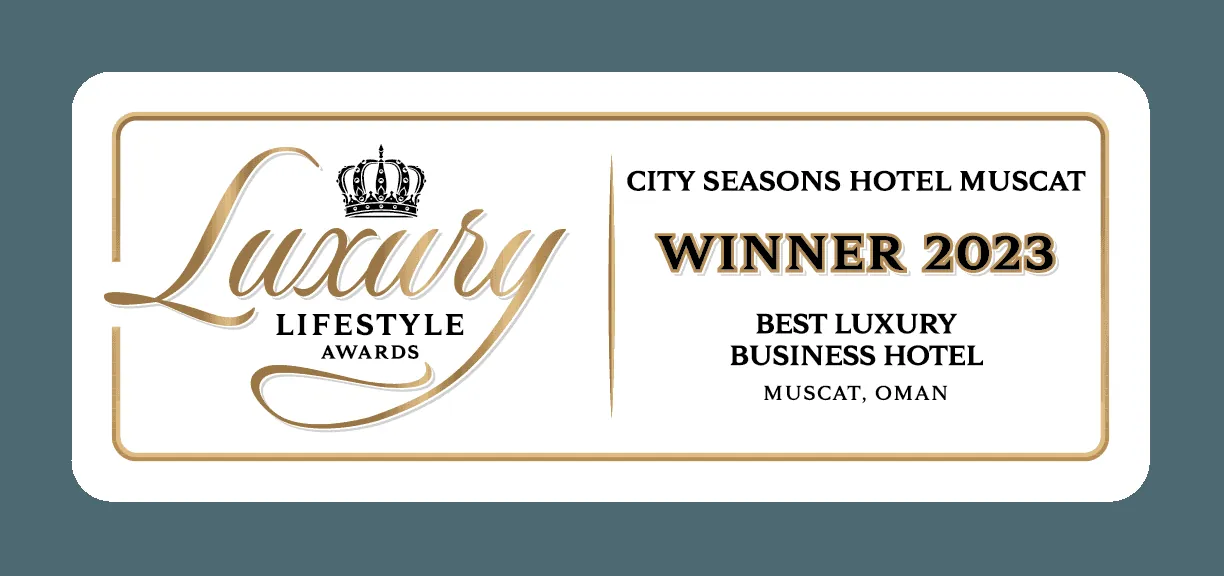 Luxury
LIFESTYLE
AWARDS
CITY SEASONS HOTEL MUSCAT
WINNER 2023
BEST LUXURY
BUSINESS HOTEL
MUSCAT, OMAN